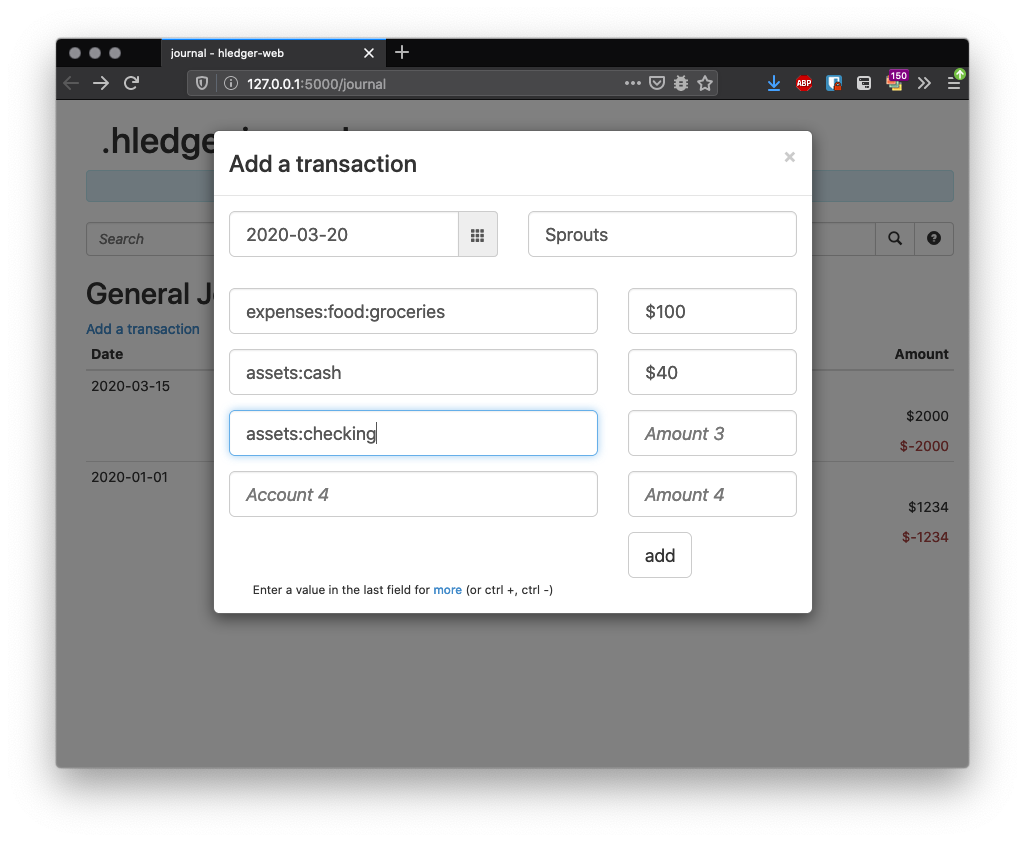 journal - hledger-web
127.0.0.1:5000/journal
ABP
150
.hledge
Add a transaction
×
2020-03-20 Sprouts
Search
expenses:food:groceries $100
General J
Add a transaction
Date Amount
assets:cash $40
2020-03-15
$2000
assets:checking Amount 3
$-2000
2020-01-01
Account 4 Amount 4
$1234
$-1234
add
Enter a value in the last field for more (or ctrl +, ctrl -)